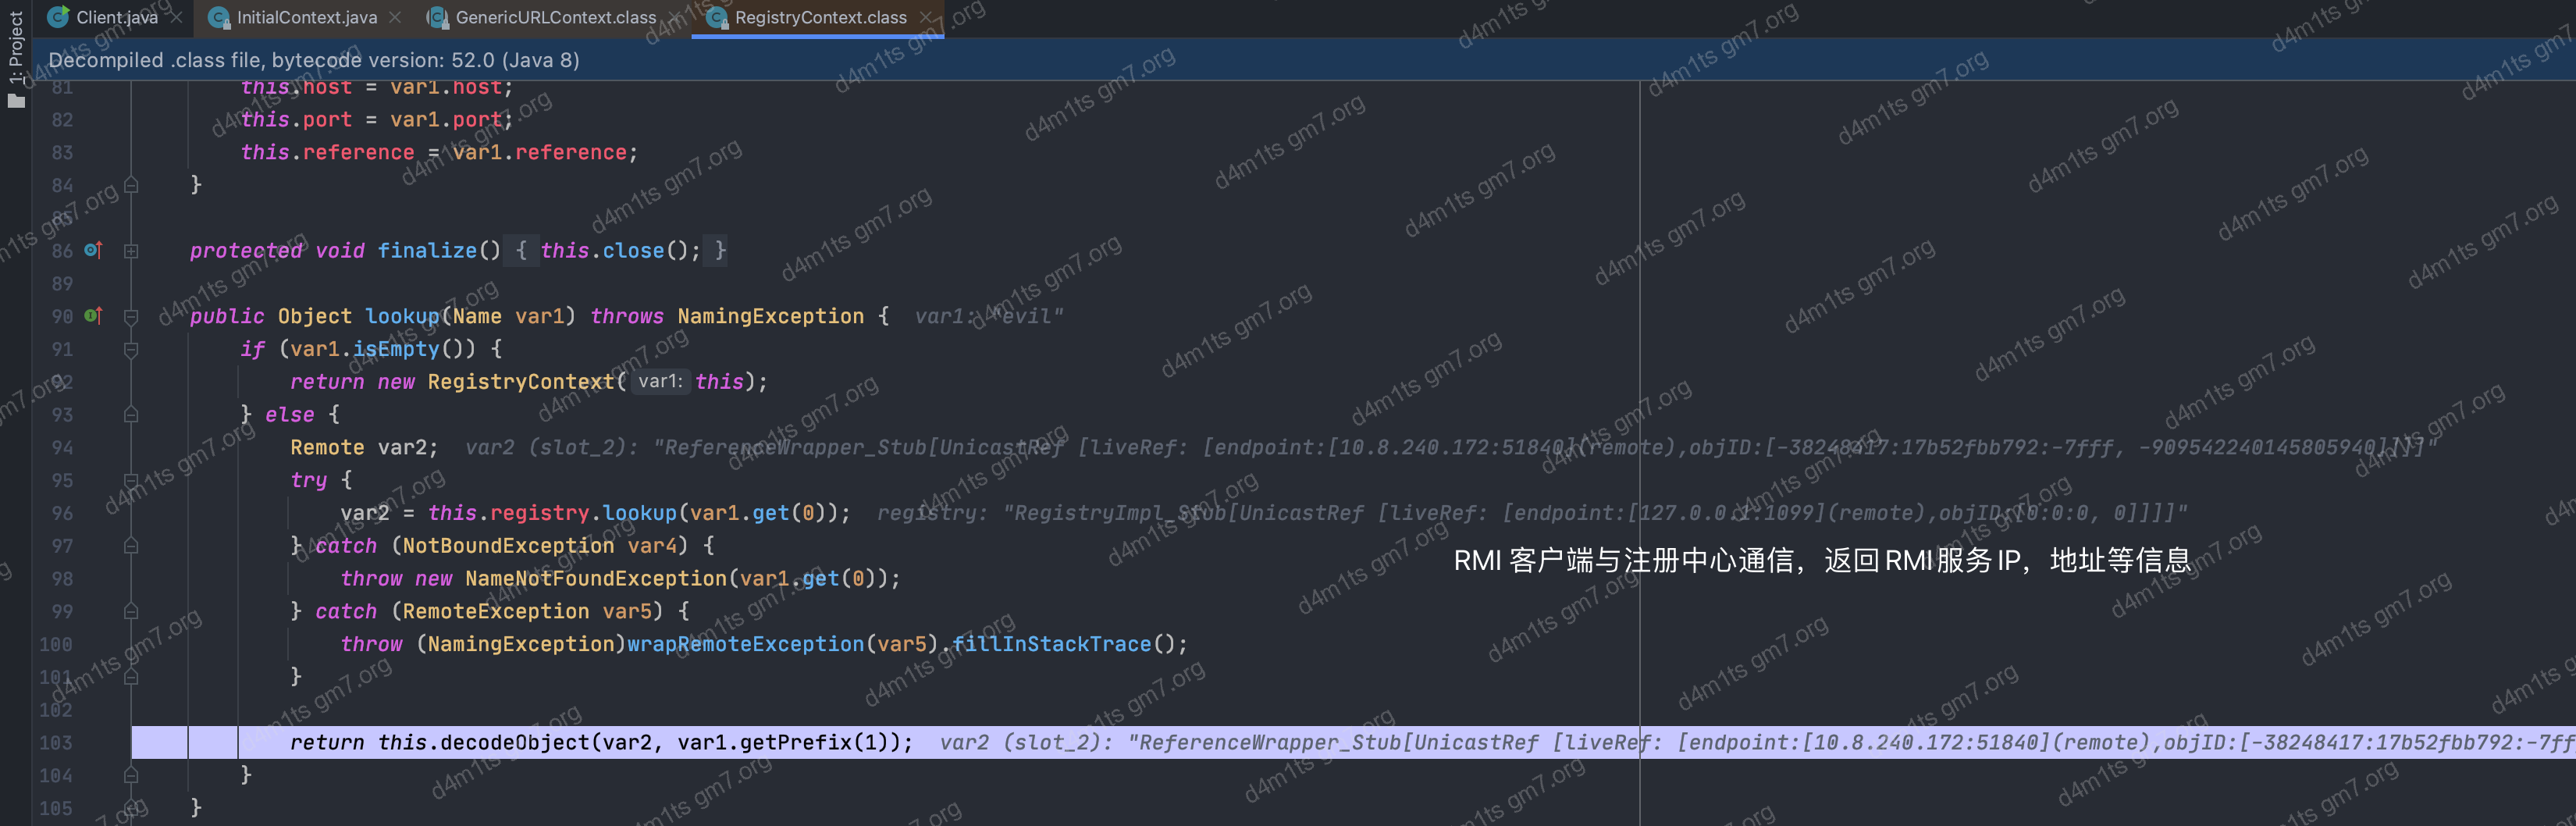 1: Project
Client.java
InitialContext.java
GenericURLContext.class
RegistryContext.class
Decompiled .class file, bytecode version: 52.0 (Java 8)
81 this.host = var1.host;
82 this.port = var1.port;
83 this.reference = var1.reference;
84 }
85
86 protected void finalize() { this.close(); }
89
90 public Object lookup(Name var1) throws NamingException { var1: "evil"
91 if (var1.isEmpty()) {
92 return new RegistryContext( var1: this);
93 } else {
94 Remote var2; var2 (slot_2): "ReferenceWrapper_Stub[UnicastRef [liveRef: [endpoint:[10.8.240.172:51840](remote),objID:[-38248417:17b52fbb792:-7fff, -909542240145805940]]]]"
95 try {
96 var2 = this.registry.lookup(var1.get(0)); registry: "RegistryImpl_Stub[UnicastRef [liveRef: [endpoint:[127.0.0.1:1099](remote),objID:[0:0:0, 0]]]]"
97 } catch (NotBoundException var4) {
RMI 客户端与注册中心通信，返回RMI服务IP，地址等信息
98 throw new NameNotFoundException(var1.get(0));
99 } catch (RemoteException var5) {
100 throw (NamingException)wrapRemoteException(var5).fillInStackTrace();
101 }
102
103 return this.decodeObject(var2, var1.getPrefix(1)); var2 (slot_2): "ReferenceWrapper_Stub[UnicastRef [liveRef: [endpoint:[10.8.240.172:51840](remote),objID:[-38248417:17b52fbb792:-7ff
104 }
105 }
d4m1ts gm7.org